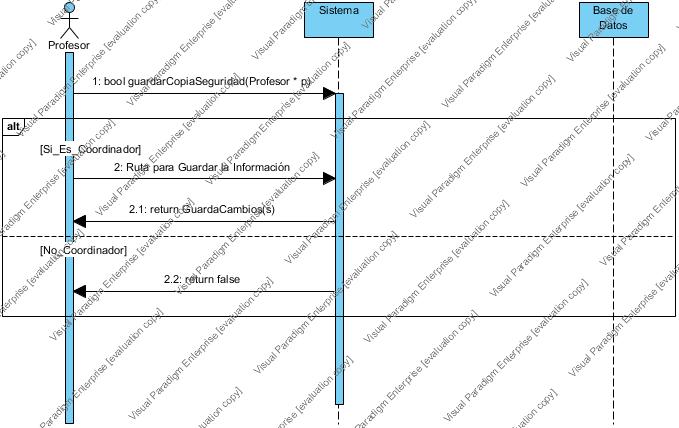 Sistema
Base de
Datos
Profesor
1: bool guardarCopiaSeguridad(Profesor * p)
alt
[Si_Es_Coordinador]
2: Ruta para Guardar la Información
2.1: return GuardaCambios(s)
[No_Coordinador]
2.2: return false
Visual Paradigm Enterprise [evaluation copy]